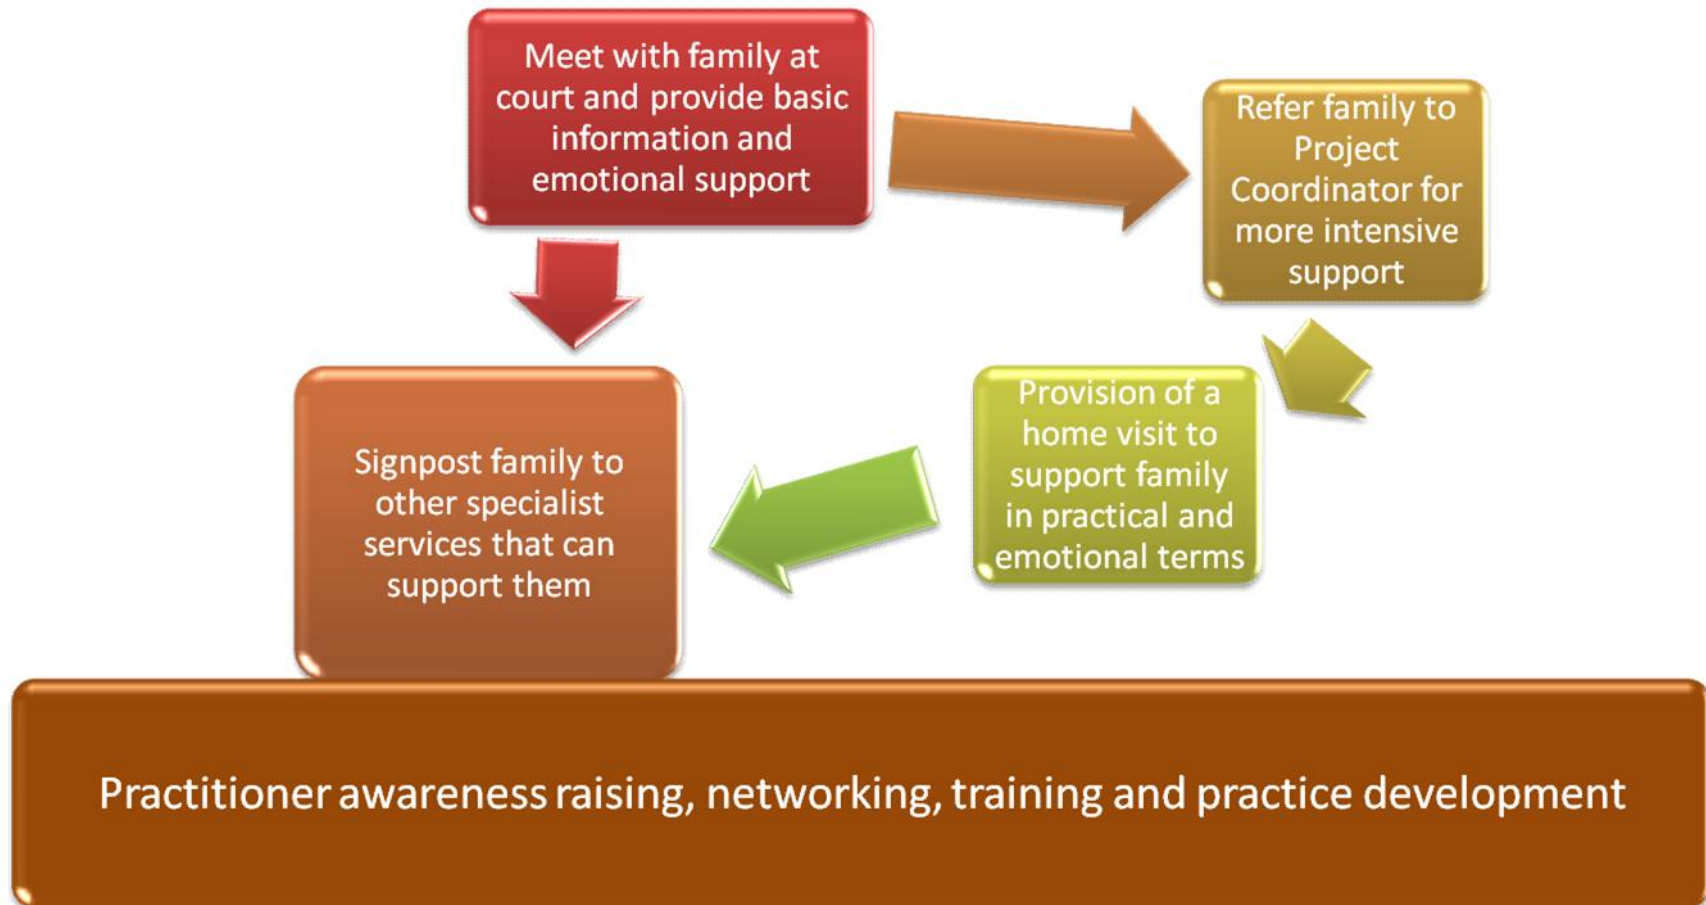 Meet with family at
court and provide basic
information and
emotional support
Refer family to
Project
Coordinator for
more intensive
support
Provision of a
home visit to
support family
in practical and
emotional terms
Signpost family to
other specialist
services that can
support them
Practitioner awareness raising, networking, training and practice development